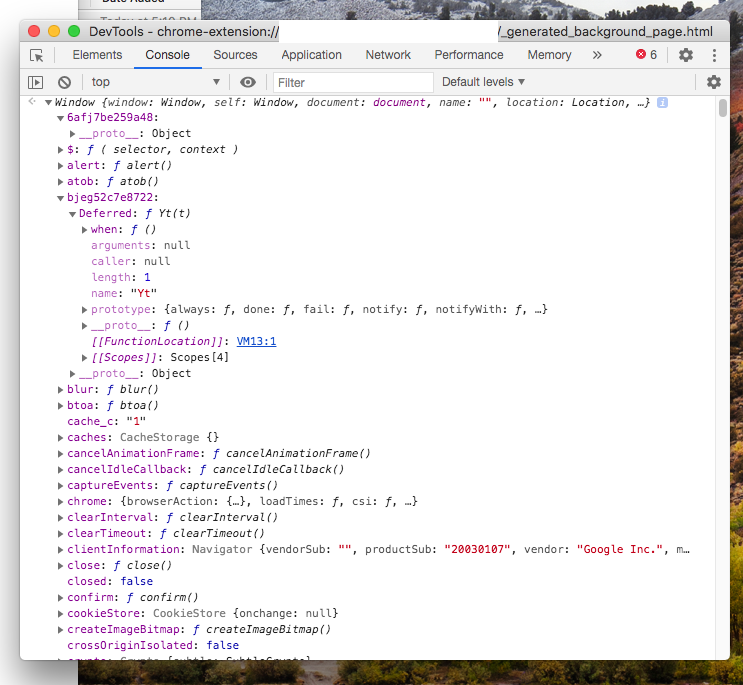 Date Added
DevTools - chrome-extension:// /_generated_background_page.html
Elements Console Sources Application Network Performance Memory » 6
top Filter Default levels
Window {window: Window, self: Window, document: document, name: "", location: Location, …} i
6afj7be259a48:
__proto__: Object
$: ƒ ( selector, context )
alert: ƒ alert()
atob: ƒ atob()
bjeg52c7e8722:
Deferred: ƒ Yt(t)
when: ƒ ()
arguments: null
caller: null
length: 1
name: "Yt"
prototype: {always: ƒ, done: ƒ, fail: ƒ, notify: ƒ, notifyWith: ƒ, …}
__proto__: ƒ ()
[[FunctionLocation]]: VM13:1
[[Scopes]]: Scopes[4]
__proto__: Object
blur: ƒ blur()
btoa: ƒ btoa()
cache_c: "1"
caches: CacheStorage {}
cancelAnimationFrame: ƒ cancelAnimationFrame()
cancelIdleCallback: ƒ cancelIdleCallback()
captureEvents: ƒ captureEvents()
chrome: {browserAction: {…}, loadTimes: ƒ, csi: ƒ, …}
clearInterval: ƒ clearInterval()
clearTimeout: ƒ clearTimeout()
clientInformation: Navigator {vendorSub: "", productSub: "20030107", vendor: "Google Inc.", m…
close: ƒ close()
closed: false
confirm: ƒ confirm()
cookieStore: CookieStore {onchange: null}
createImageBitmap: ƒ createImageBitmap()
crossOriginIsolated: false